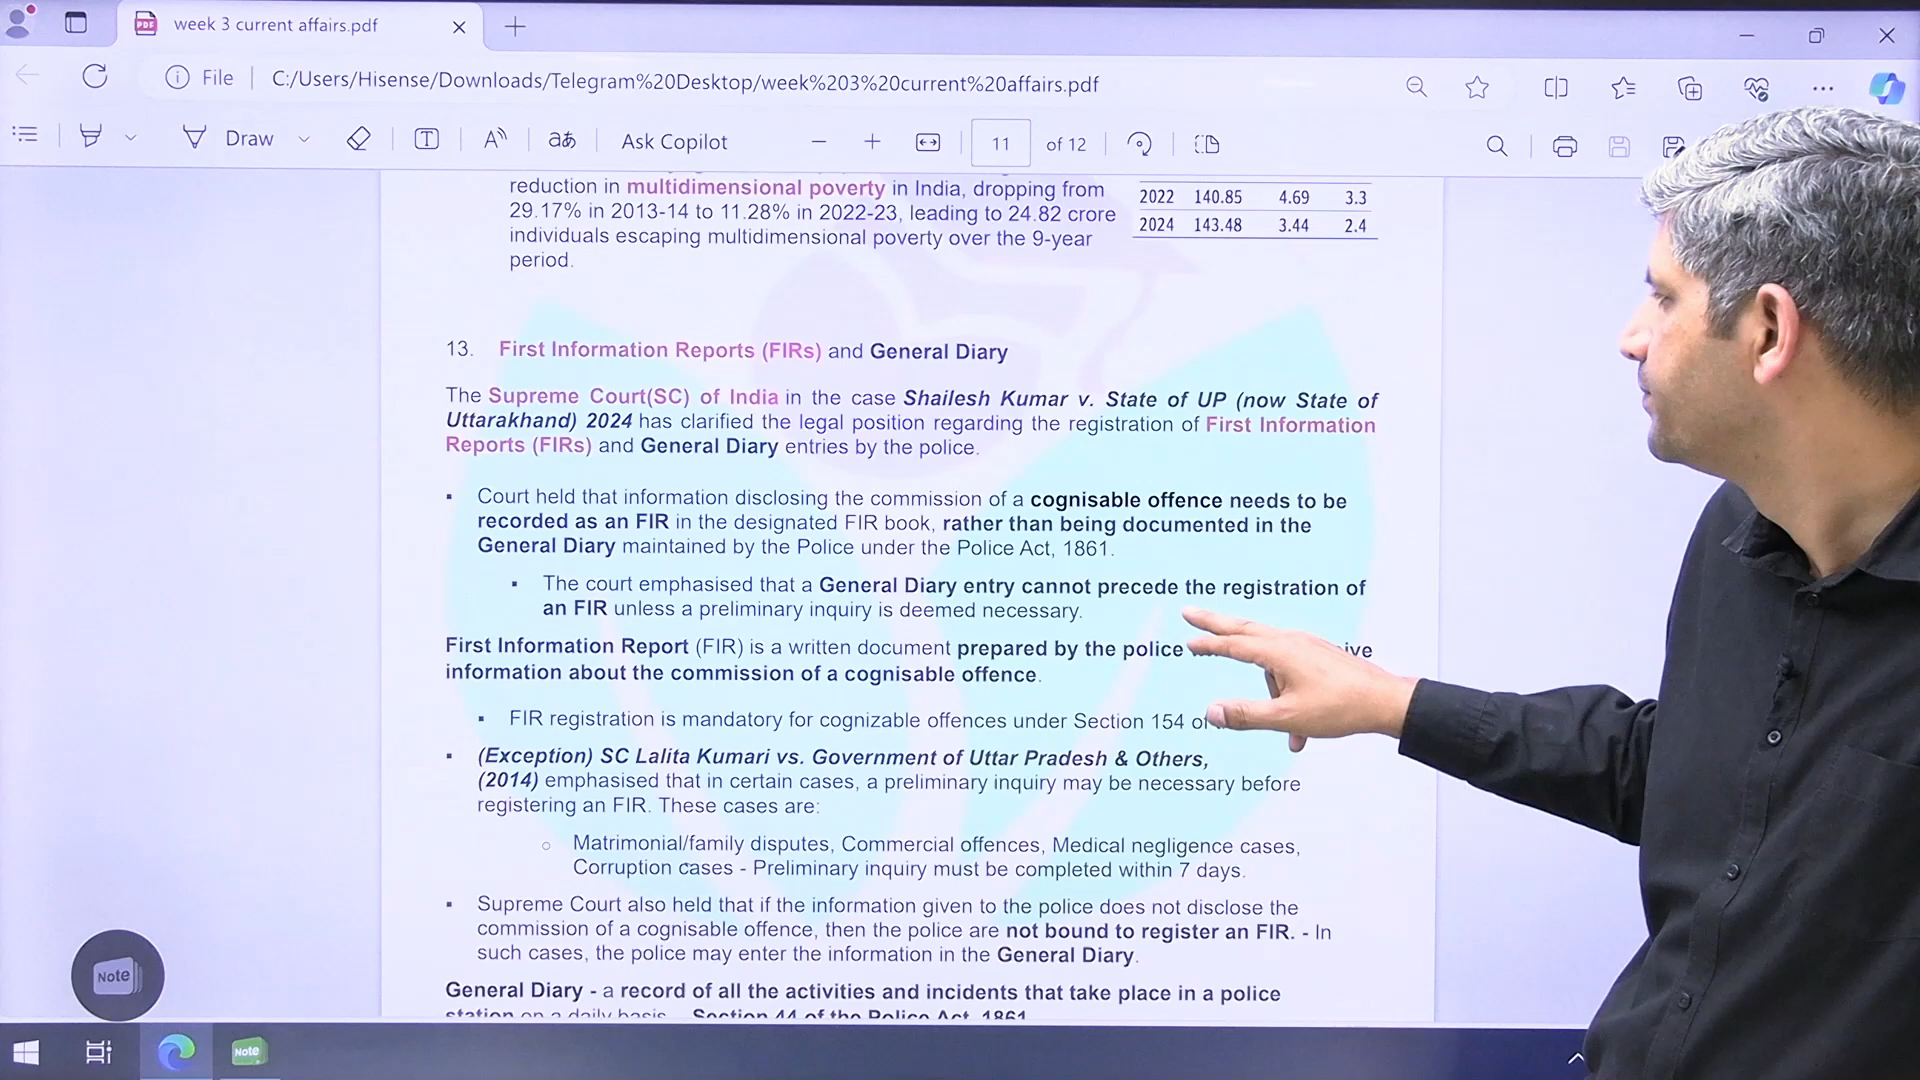 week 3 current affairs.pdf
File
C:/Users/Hisense/Downloads/Telegram%20Desktop/week%203%20current%20affairs.pdf
Draw
Ask Copilot
11 of 12
reduction in multidimensional poverty in India, dropping from
29.17% in 2013-14 to 11.28% in 2022-23, leading to 24.82 crore
individuals escaping multidimensional poverty over the 9-year
period.
2022 140.85 4.69 3.3
2024 143.48 3.44 2.4
13. First Information Reports (FIRs) and General Diary
The Supreme Court(SC) of India in the case Shailesh Kumar v. State of UP (now State of
Uttarakhand) 2024 has clarified the legal position regarding the registration of First Information
Reports (FIRs) and General Diary entries by the police.
▪ Court held that information disclosing the commission of a cognisable offence needs to be
recorded as an FIR in the designated FIR book, rather than being documented in the
General Diary maintained by the Police under the Police Act, 1861.
▪ The court emphasised that a General Diary entry cannot precede the registration of
an FIR unless a preliminary inquiry is deemed necessary.
First Information Report (FIR) is a written document prepared by the police
information about the commission of a cognisable offence.
▪ FIR registration is mandatory for cognizable offences under Section 154 of
▪ (Exception) SC Lalita Kumari vs. Government of Uttar Pradesh & Others,
(2014) emphasised that in certain cases, a preliminary inquiry may be necessary before
registering an FIR. These cases are:
○ Matrimonial/family disputes, Commercial offences, Medical negligence cases,
Corruption cases - Preliminary inquiry must be completed within 7 days.
▪ Supreme Court also held that if the information given to the police does not disclose the
commission of a cognisable offence, then the police are not bound to register an FIR. - In
such cases, the police may enter the information in the General Diary.
General Diary - a record of all the activities and incidents that take place in a police
station on a daily basis. Section 44 of the Police Act, 1861
Note
Note